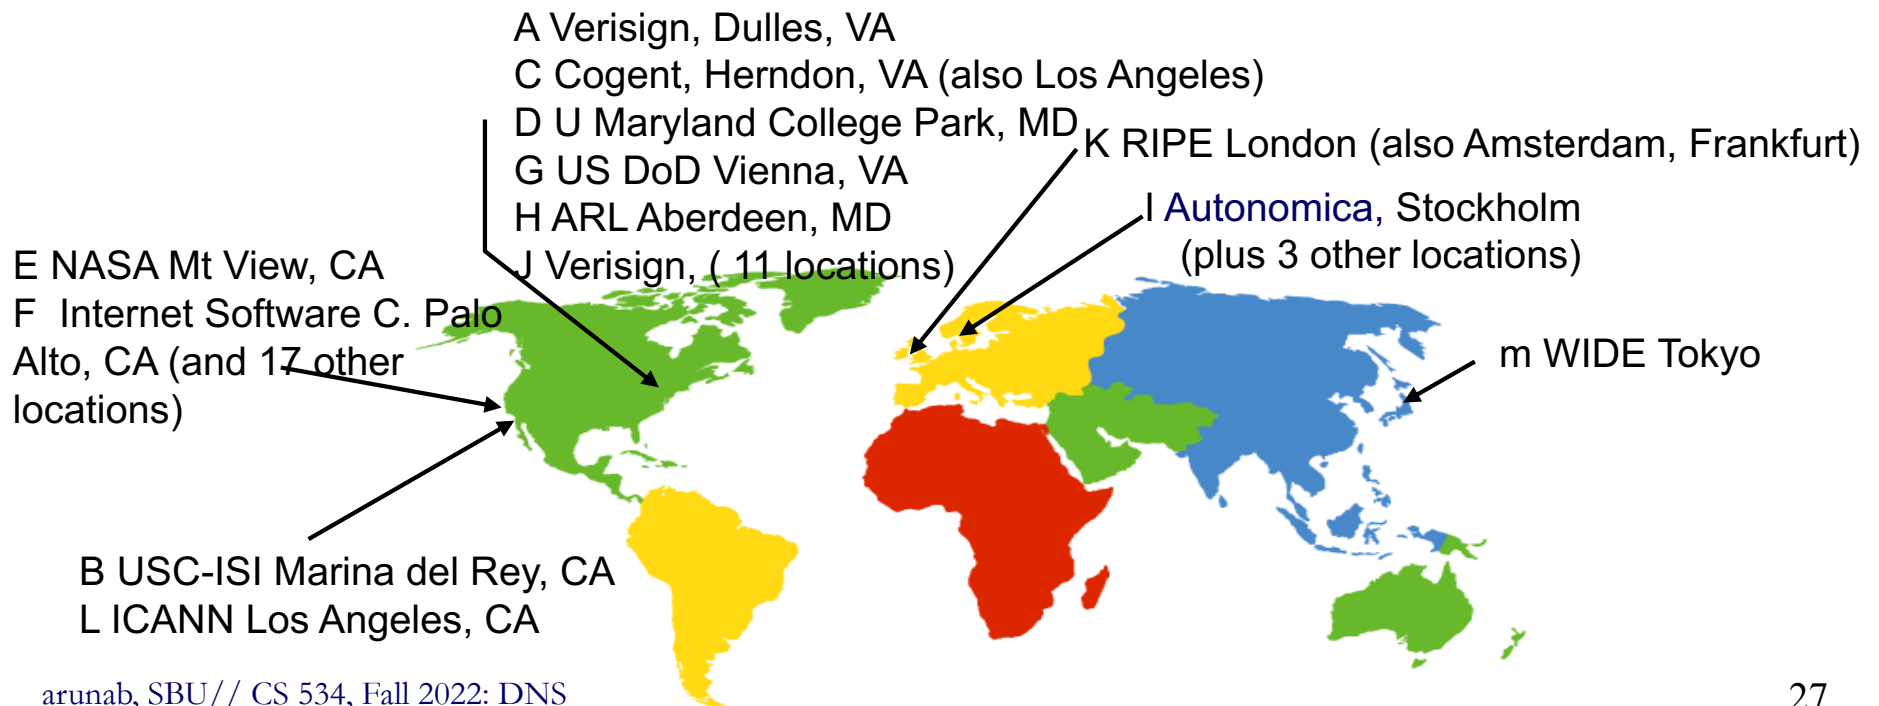 A Verisign, Dulles, VA
C Cogent, Herndon, VA (also Los Angeles)
D U Maryland College Park, MD
G US DoD Vienna, VA
H ARL Aberdeen, MD
J Verisign, ( 11 locations)
K RIPE London (also Amsterdam, Frankfurt)
I Autonomica, Stockholm
(plus 3 other locations)
E NASA Mt View, CA
F Internet Software C. Palo
Alto, CA (and 17 other
locations)
m WIDE Tokyo
B USC-ISI Marina del Rey, CA
L ICANN Los Angeles, CA
arunab, SBU// CS 534, Fall 2022: DNS
27